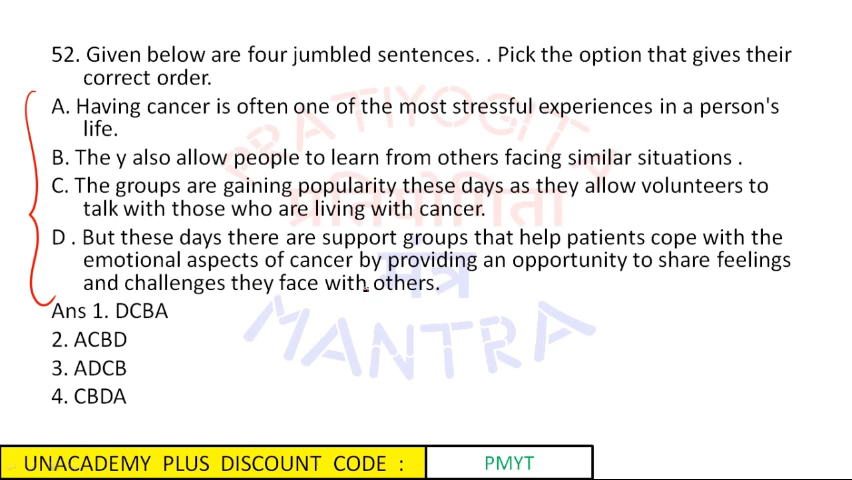 52. Given below are four jumbled sentences. . Pick the option that gives their
correct order.
A. Having cancer is often one of the most stressful experiences in a person's
life.
B. The y also allow people to learn from others facing similar situations .
C. The groups are gaining popularity these days as they allow volunteers to
talk with those who are living with cancer.
D . But these days there are support groups that help patients cope with the
emotional aspects of cancer by providing an opportunity to share feelings
and challenges they face with others.
Ans 1. DCBA
2. ACBD
3. ADCB
4. CBDA
PRATIYOGITA
प्रतियोगिता
मंत्र
MANTRA
UNACADEMY PLUS DISCOUNT CODE :
PMYT